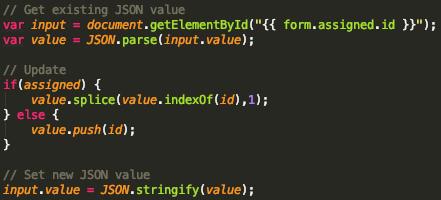 // Get existing JSON value
var input = document.getElementById("{{ form.assigned.id }}");
var value = JSON.parse(input.value);
// Update
if(assigned) {
value.splice(value.indexOf(id),1);
} else {
value.push(id);
}
// Set new JSON value
input.value = JSON.stringify(value);